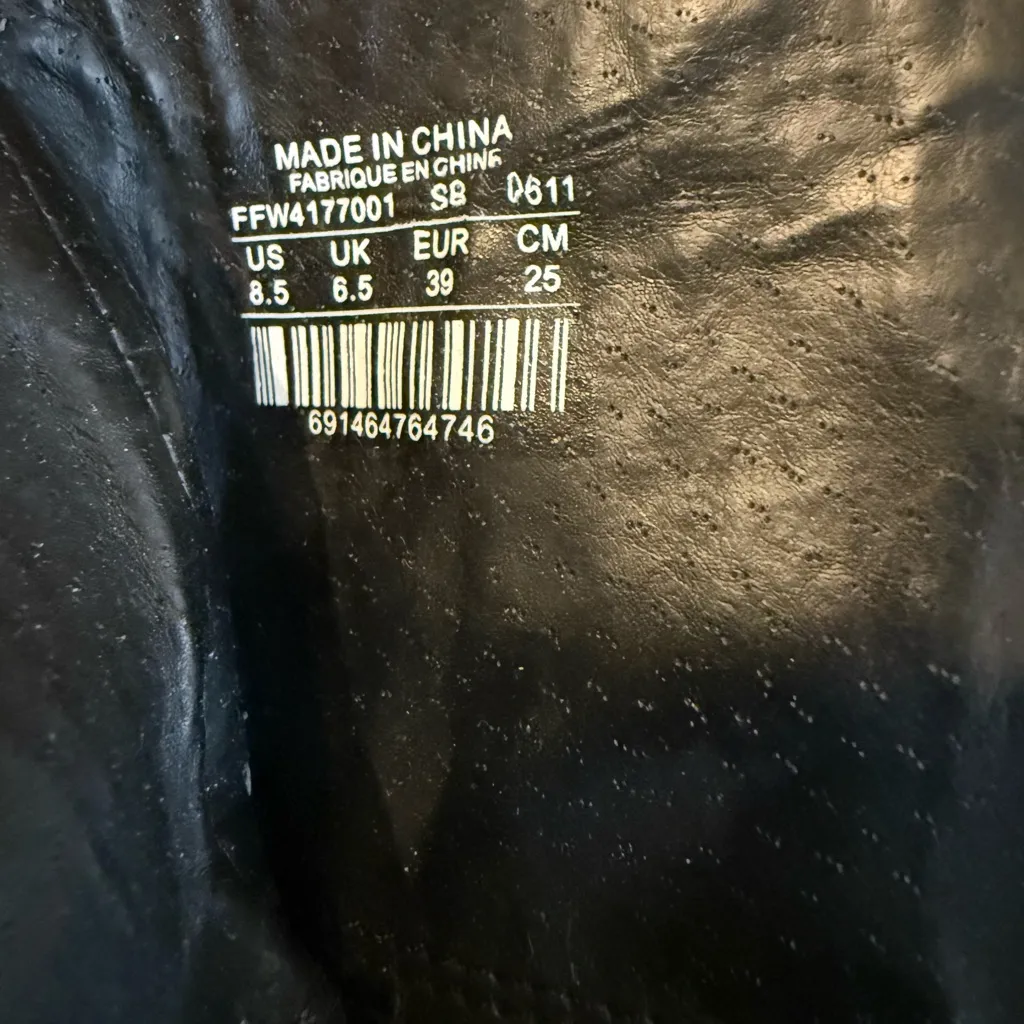 MADE IN CHINA
FABRIQUE EN CHINE
FFW4177001 SB 0611
US UK EUR CM
8.5 6.5 39 25
691464764746